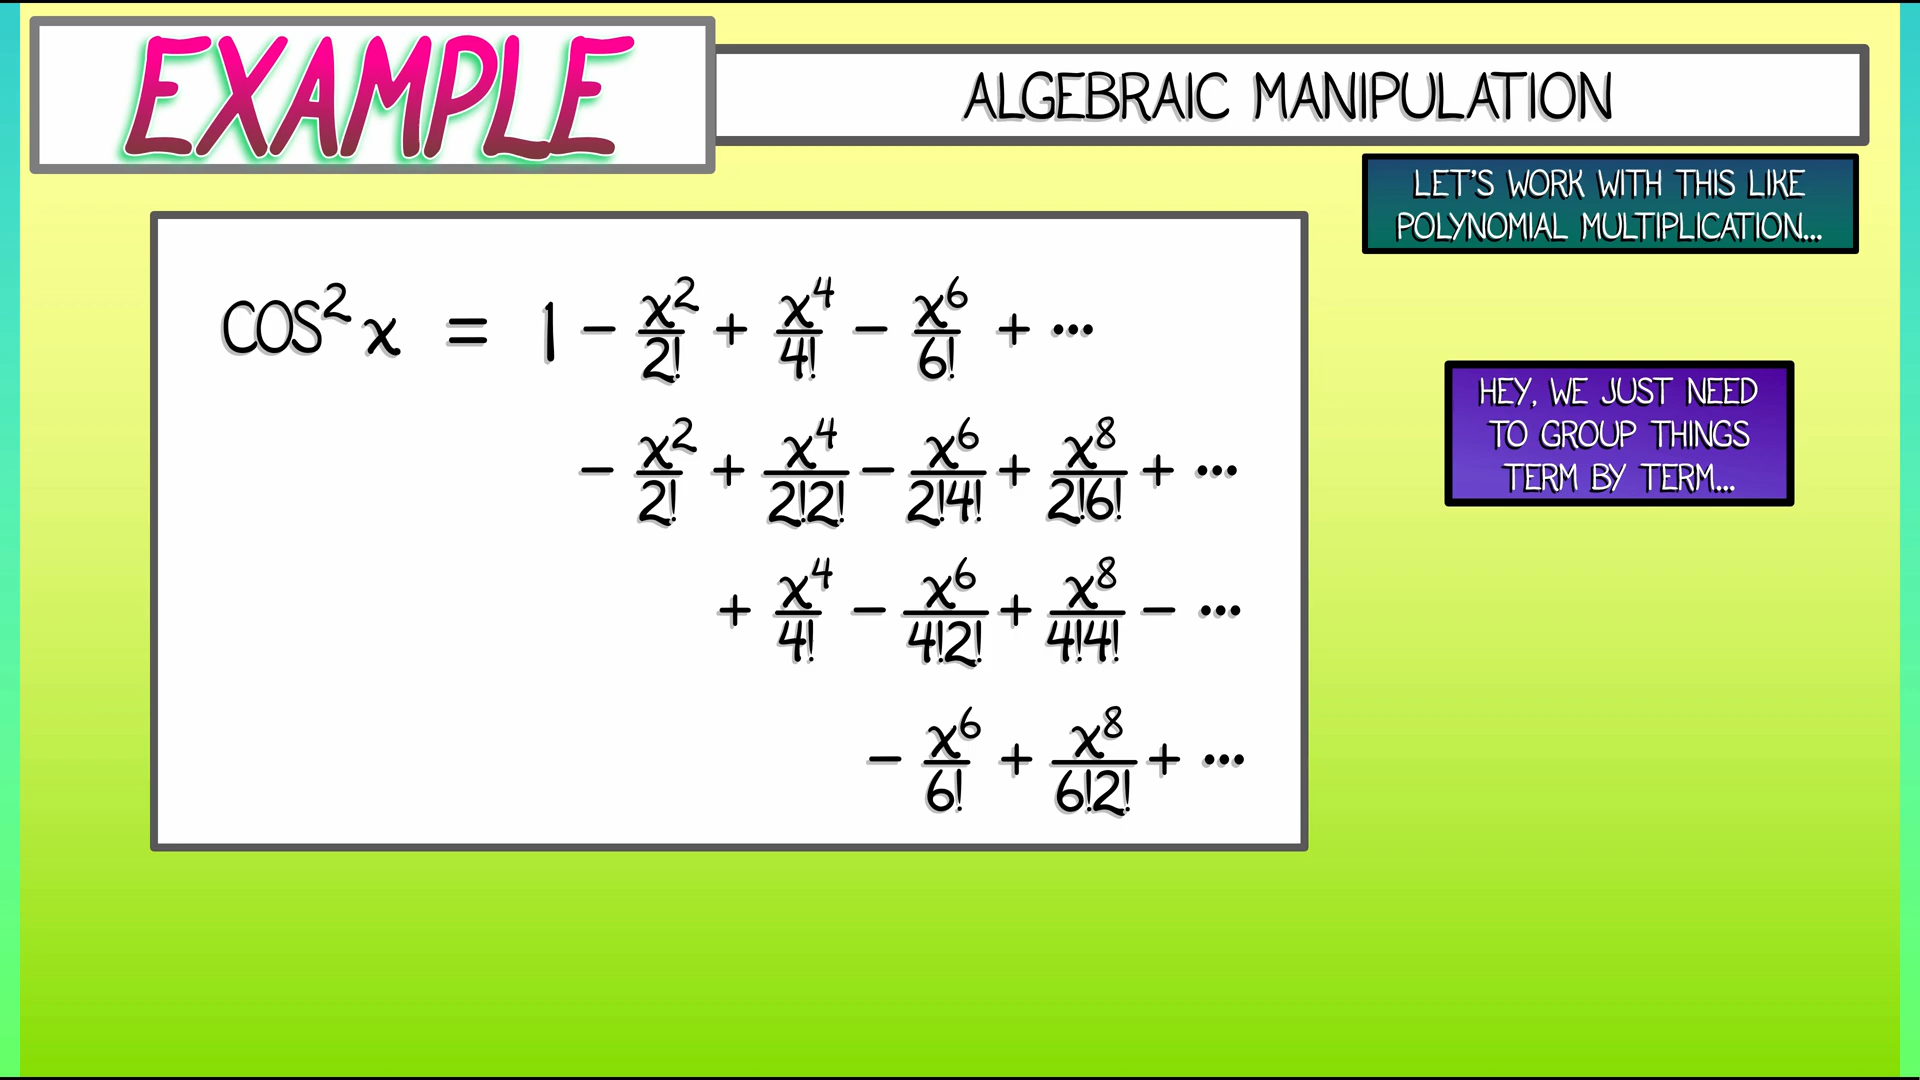 EXAMPLE
ALGEBRAIC MANIPULATION
LET'S WORK WITH THIS LIKE
POLYNOMIAL MULTIPLICATION...
COS² x = 1 − x²/2! + x⁴/4! − x⁶/6! + ⋯
− x²/2! + x⁴/2!2! − x⁶/2!4! + x⁸/2!6! + ⋯
+ x⁴/4! − x⁶/4!2! + x⁸/4!4! − ⋯
− x⁶/6! + x⁸/6!2! + ⋯
HEY, WE JUST NEED
TO GROUP THINGS
TERM BY TERM...